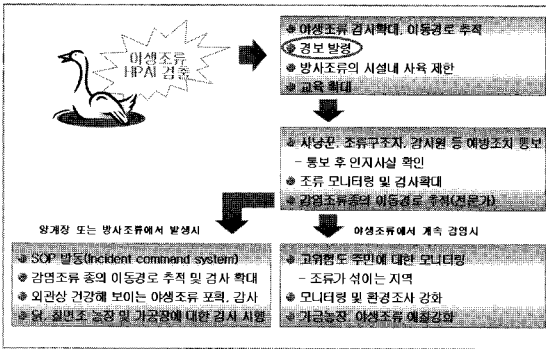 야생조류
HPAI 검출
야생조류 검사확대, 이동경로 추적
경보 발령
방사조류의 시설내 사육 제한
교육 확대
사냥꾼, 조류구조자, 감시원 등 예방조치 통보
- 통보 후 인지사실 확인
조류 모니터링 및 검사확대
감염조류종의 이동경로 추적(전문가)
양계장 또는 방사조류에서 발생시
야생조류에서 계속 검염시
SOP 발동(Incident command system)
감염조류 종의 이동경로 추적 및 검사 확대
외관상 건강해 보이는 야생조류 포획, 검사
닭, 칠면조 농장 및 가공장에 대한 검사 시행
고위험도 주민에 대한 모니터링
- 조류가 섞이는 지역
모니터링 및 환경조사 강화
가금농장, 야생조류 예찰강화